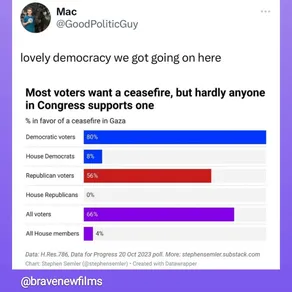 Mac
@GoodPoliticGuy
lovely democracy we got going on here
Most voters want a ceasefire, but hardly anyone
in Congress supports one
% in favor of a ceasefire in Gaza
Democratic voters 80%
House Democrats 8%
Republican voters 56%
House Republicans 0%
All voters 66%
All House members 4%
Data: H.Res.786, Data for Progress 20 Oct 2023 poll. More: stephensemler.substack.com
Chart: Stephen Semler (@stephensemler) • Created with Datawrapper
@bravenewfilms